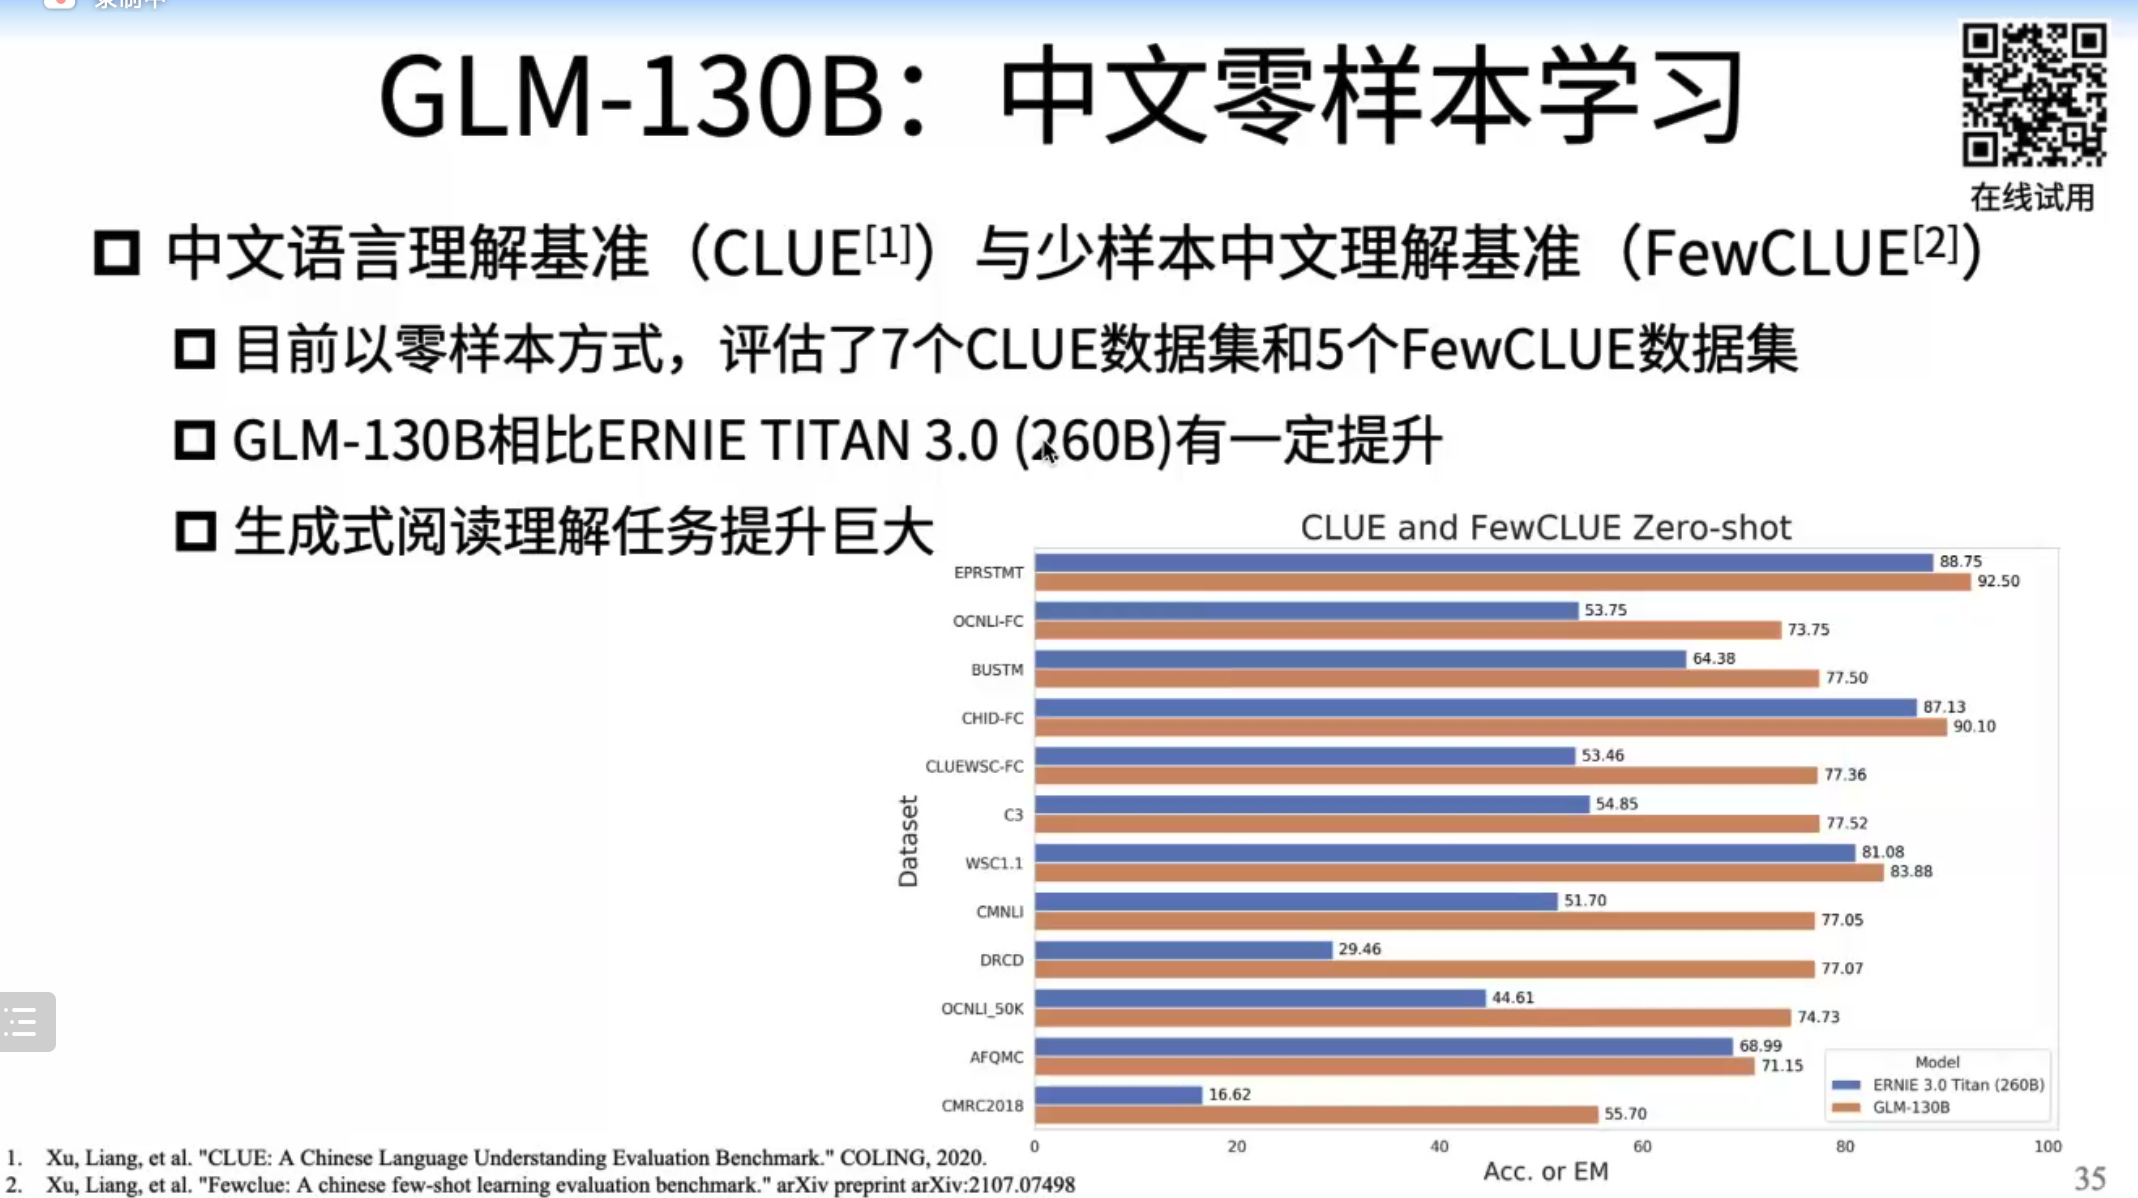 录制中
GLM-130B：中文零样本学习
在线试用
中文语言理解基准（CLUE[1]）与少样本中文理解基准（FewCLUE[2]）
目前以零样本方式，评估了7个CLUE数据集和5个FewCLUE数据集
GLM-130B相比ERNIE TITAN 3.0 (260B)有一定提升
生成式阅读理解任务提升巨大
CLUE and FewCLUE Zero-shot
EPRSTMT 88.75
92.50
OCNLI-FC 53.75
73.75
BUSTM 64.38
77.50
CHID-FC 87.13
90.10
CLUEWSC-FC 53.46
77.36
C3 54.85
77.52
WSC1.1 81.08
83.88
CMNLI 51.70
77.05
DRCD 29.46
77.07
OCNLI_50K 44.61
74.73
AFQMC 68.99
71.15
CMRC2018 16.62
55.70
Dataset
Model
ERNIE 3.0 Titan (260B)
GLM-130B
0 20 40 60 80 100
Acc. or EM
1. Xu, Liang, et al. "CLUE: A Chinese Language Understanding Evaluation Benchmark." COLING, 2020.
2. Xu, Liang, et al. "Fewclue: A chinese few-shot learning evaluation benchmark." arXiv preprint arXiv:2107.07498
35